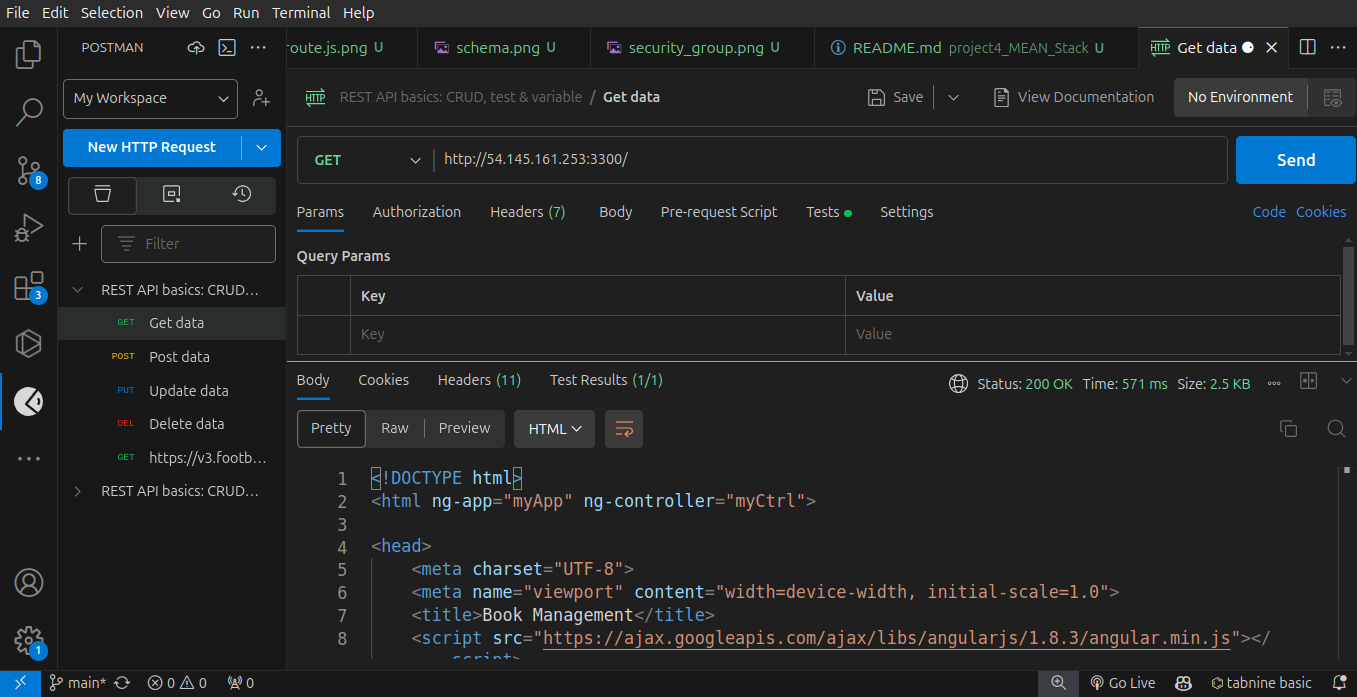 File Edit Selection View Go Run Terminal Help
POSTMAN
route.js.png U schema.png U security_group.png U README.md project4_MEAN_Stack U Get data
My Workspace
HTTP REST API basics: CRUD, test & variable / Get data Save View Documentation No Environment
New HTTP Request
GET http://54.145.161.253:3300/ Send
8
Params Authorization Headers (7) Body Pre-request Script Tests Settings Code Cookies
Filter
Query Params
3
REST API basics: CRUD...
Key Value
GET Get data
Key Value
POST Post data
PUT Update data
DEL Delete data
GET https://v3.footb...
REST API basics: CRUD...
Body Cookies Headers (11) Test Results (1/1) Status: 200 OK Time: 571 ms Size: 2.5 KB
Pretty Raw Preview HTML
1 <!DOCTYPE html>
2 <html ng-app="myApp" ng-controller="myCtrl">
3
4 <head>
5 <meta charset="UTF-8">
6 <meta name="viewport" content="width=device-width, initial-scale=1.0">
7 <title>Book Management</title>
8 <script src="https://ajax.googleapis.com/ajax/libs/angularjs/1.8.3/angular.min.js"></
script>
1
main* 0 0 0 Go Live tabnine basic